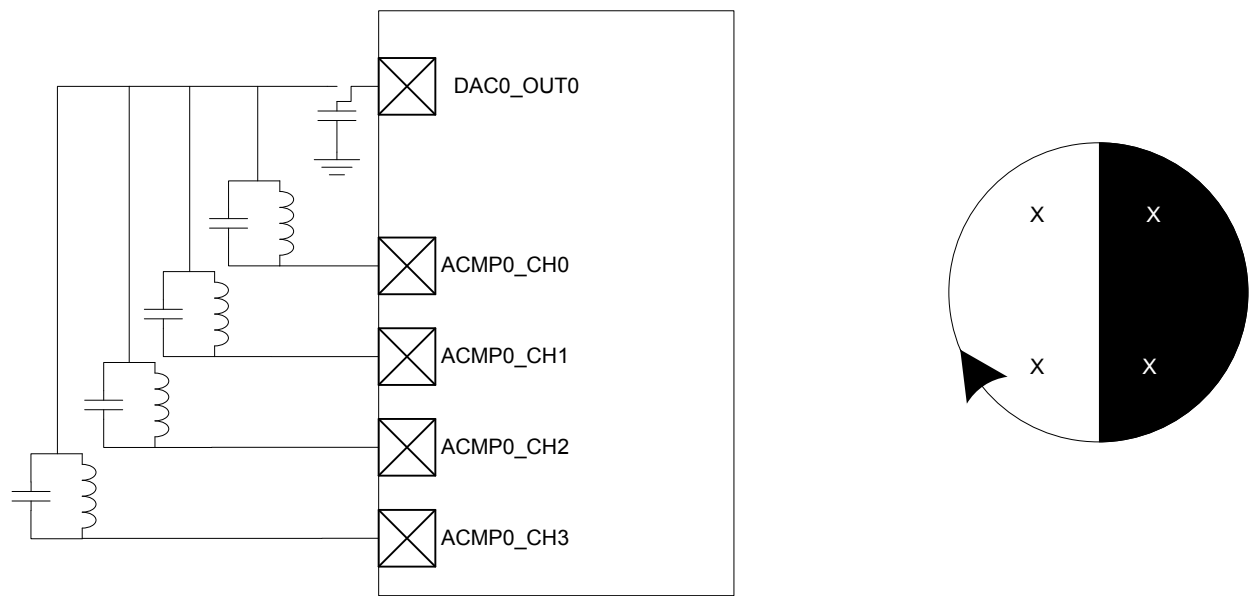 DAC0_OUT0
ACMP0_CH0
ACMP0_CH1
ACMP0_CH2
ACMP0_CH3
X X
X X